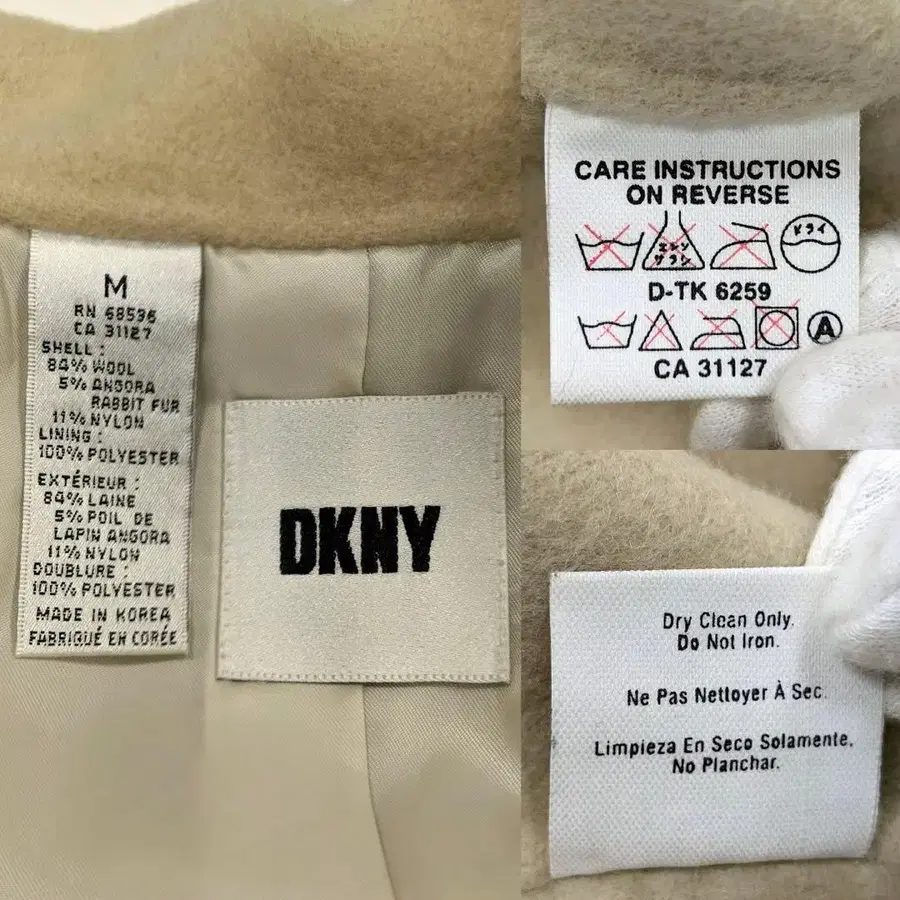 M
RN 68536
CA 31127
SHELL :
84% WOOL
5% ANGORA
RABBIT FUR
11% NYLON
LINING :
100% POLYESTER
EXTÉRIEUR :
84% LAINE
5% POIL DE
LAPIN ANGORA
11% NYLON
DOUBLURE :
100% POLYESTER
MADE IN KOREA
FABRIQUÉ EN CORÉE
DKNY
CARE INSTRUCTIONS
ON REVERSE
エンソ
サラシ
ドライ
D-TK 6259
A
CA 31127
Dry Clean Only.
Do Not Iron.
Ne Pas Nettoyer À Sec.
Limpieza En Seco Solamente.
No Planchar.